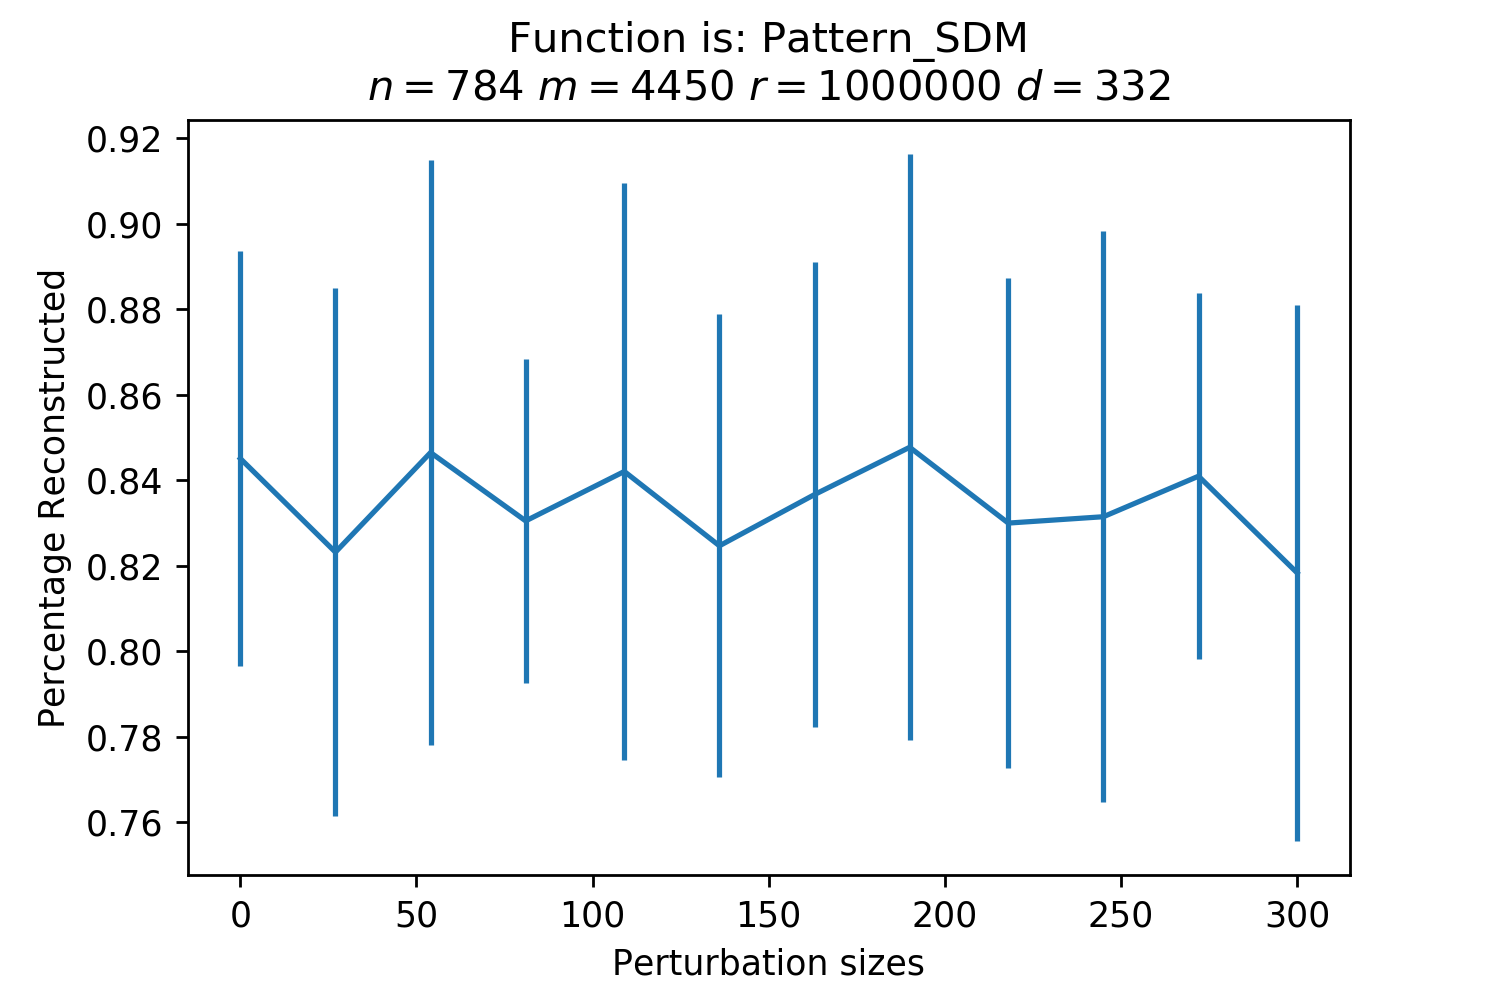 Function is: Pattern_SDM
n = 784 m = 4450 r = 1000000 d = 332
0.92
0.90
0.88
0.86
0.84
0.82
0.80
0.78
0.76
Percentage Reconstructed
0 50 100 150 200 250 300
Perturbation sizes